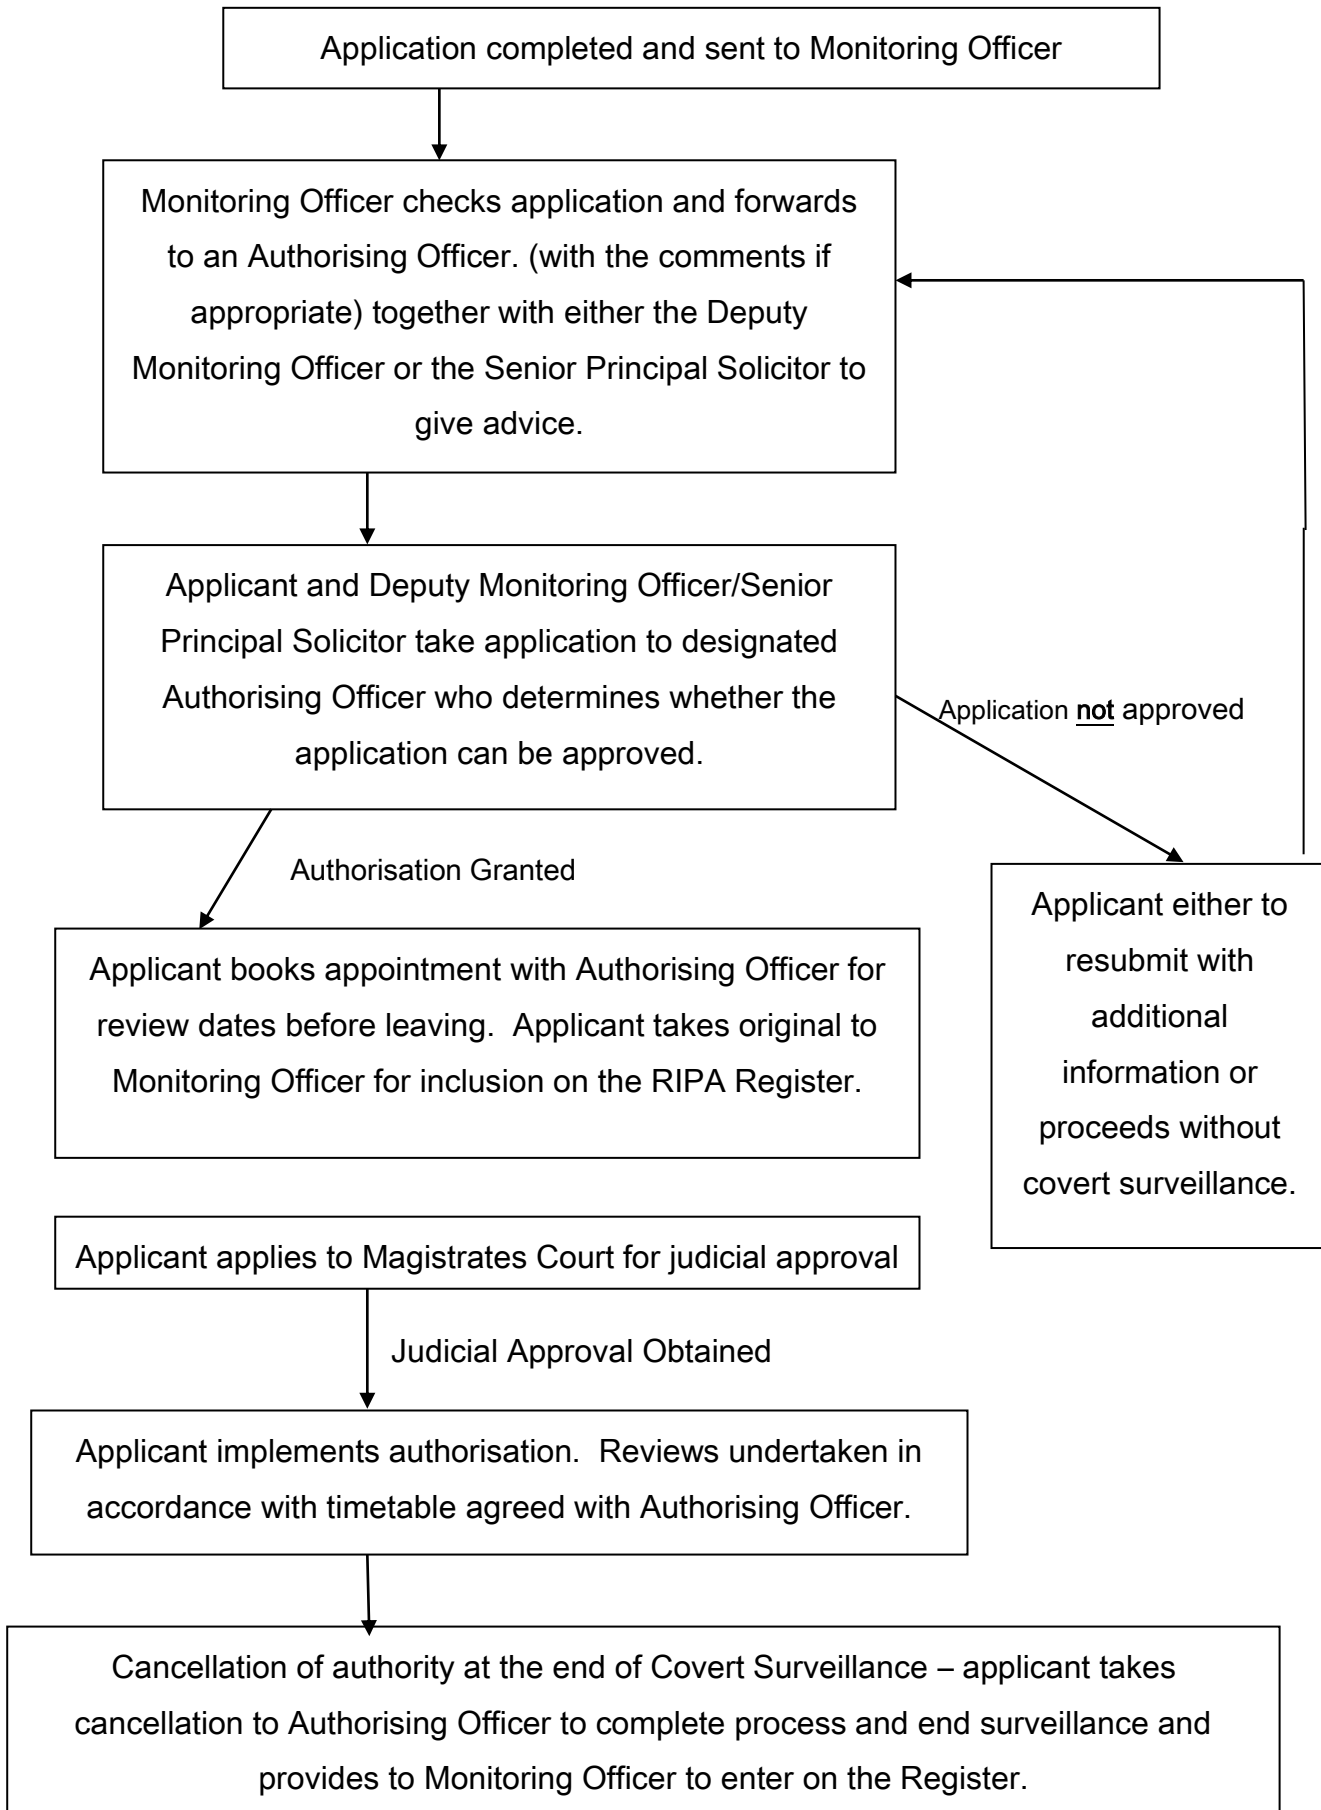 Application completed and sent to Monitoring Officer
Monitoring Officer checks application and forwards
to an Authorising Officer. (with the comments if
appropriate) together with either the Deputy
Monitoring Officer or the Senior Principal Solicitor to
give advice.
Applicant and Deputy Monitoring Officer/Senior
Principal Solicitor take application to designated
Authorising Officer who determines whether the
application can be approved.
Application not approved
Authorisation Granted
Applicant either to
resubmit with
additional
information or
proceeds without
covert surveillance.
Applicant books appointment with Authorising Officer for
review dates before leaving.  Applicant takes original to
Monitoring Officer for inclusion on the RIPA Register.
Applicant applies to Magistrates Court for judicial approval
Judicial Approval Obtained
Applicant implements authorisation.  Reviews undertaken in
accordance with timetable agreed with Authorising Officer.
Cancellation of authority at the end of Covert Surveillance – applicant takes
cancellation to Authorising Officer to complete process and end surveillance and
provides to Monitoring Officer to enter on the Register.